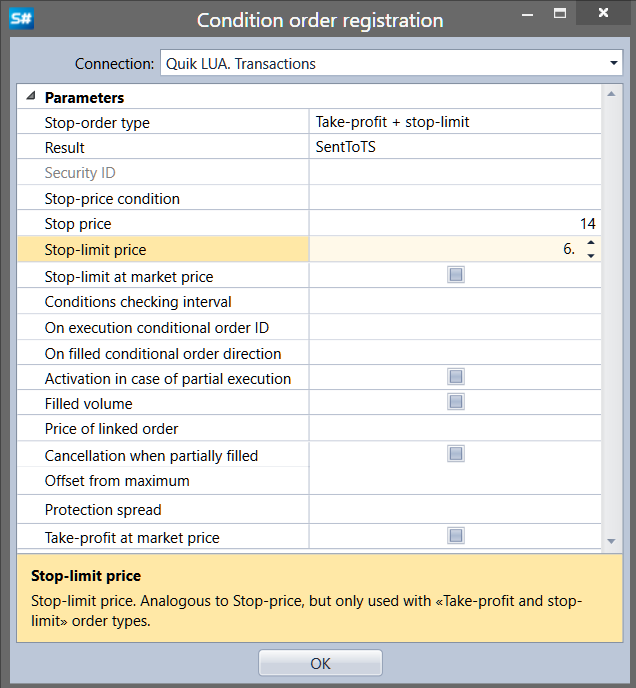 S#
Condition order registration
Connection: Quik LUA. Transactions
Parameters
Stop-order type Take-profit + stop-limit
Result SentToTS
Security ID
Stop-price condition
Stop price 14
Stop-limit price 6.
Stop-limit at market price
Conditions checking interval
On execution conditional order ID
On filled conditional order direction
Activation in case of partial execution
Filled volume
Price of linked order
Cancellation when partially filled
Offset from maximum
Protection spread
Take-profit at market price
Stop-limit price
Stop-limit price. Analogous to Stop-price, but only used with «Take-profit and stop-
limit» order types.
OK